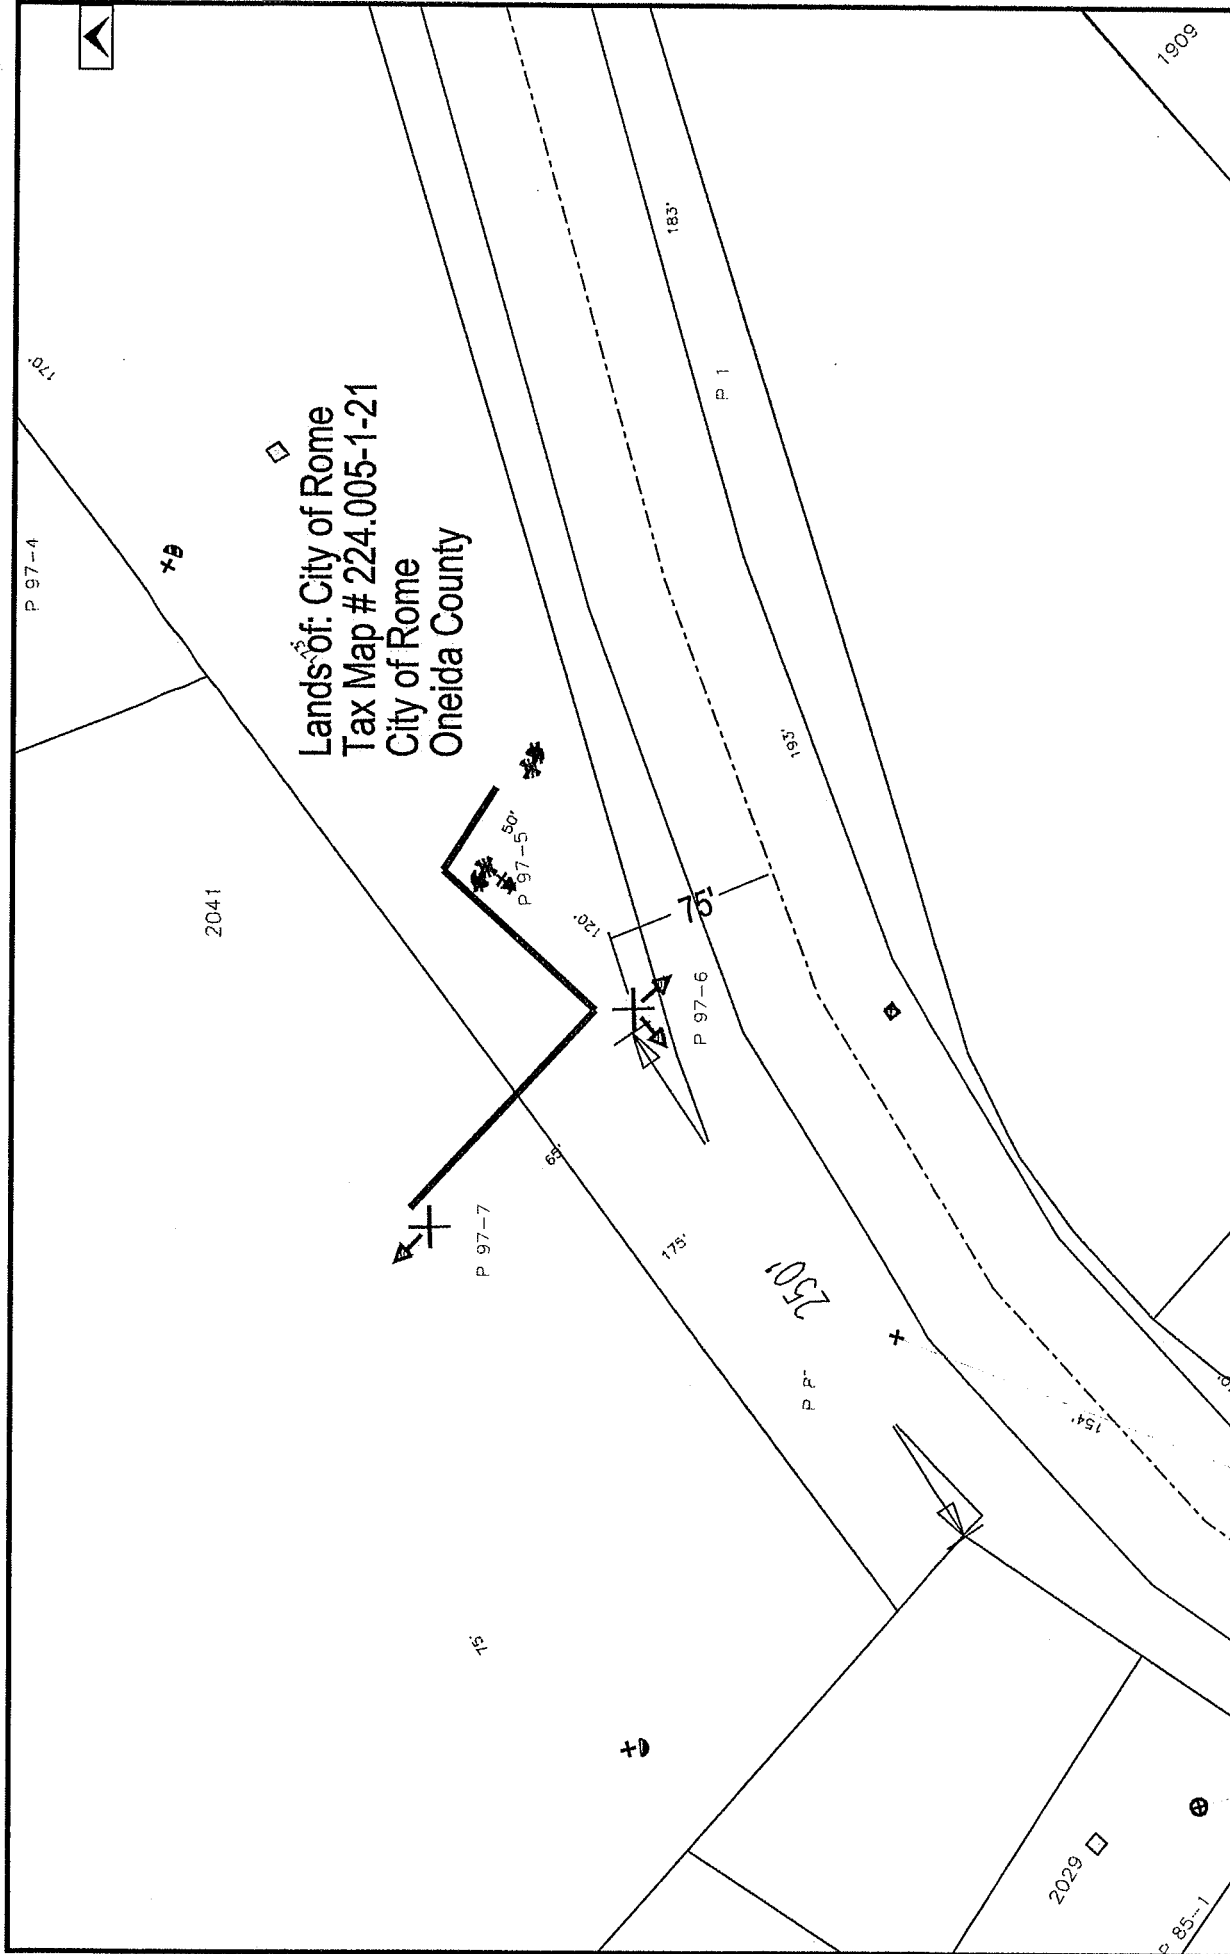 1909
170'
P 97-4
183'
P 1
Lands of: City of Rome
Tax Map # 224.005-1-21
City of Rome
Oneida County
173'
193'
2041
50'
P 97-5
120'
75'
P 97-6
65'
P 97-7
175'
250'
154'
75'
2029
P 85-1